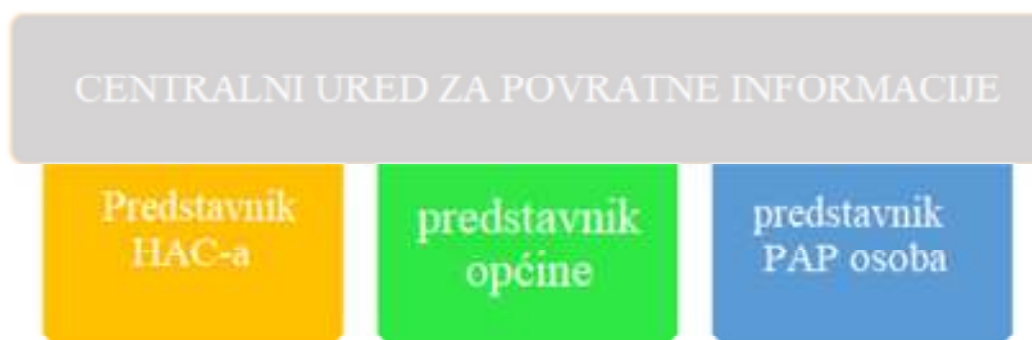 CENTRALNI URED ZA POVRATNE INFORMACIJE
Predstavnik
HAC-a
predstavnik
općine
predstavnik
PAP osoba